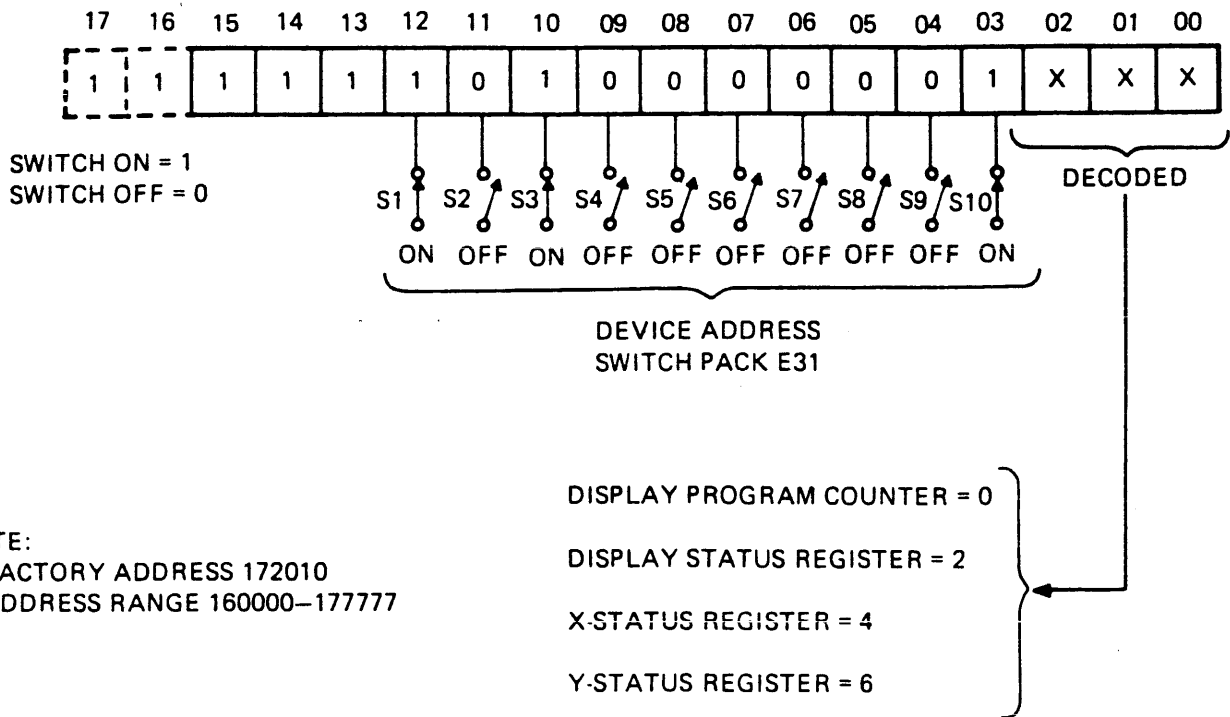 17 16 15 14 13 12 11 10 09 08 07 06 05 04 03 02 01 00
1 1 1 1 1 1 0 1 0 0 0 0 0 0 1 X X X
SWITCH ON = 1
SWITCH OFF = 0
DECODED
S1 S2 S3 S4 S5 S6 S7 S8 S9 S10
ON OFF ON OFF OFF OFF OFF OFF OFF ON
DEVICE ADDRESS
SWITCH PACK E31
DISPLAY PROGRAM COUNTER = 0
DISPLAY STATUS REGISTER = 2
X-STATUS REGISTER = 4
Y-STATUS REGISTER = 6
TE:
ACTORY ADDRESS 172010
DDRESS RANGE 160000–177777